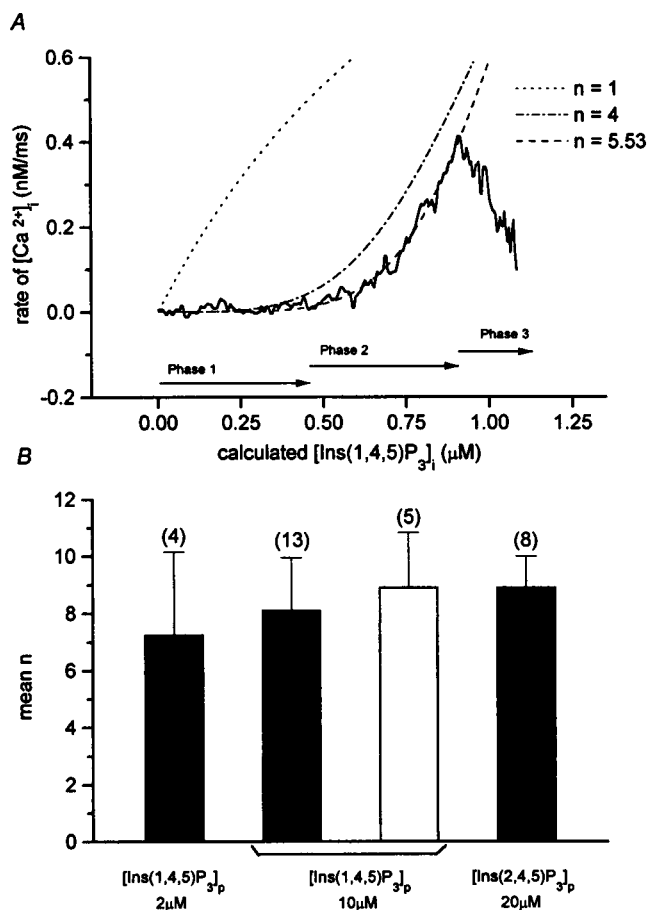 A
0.6
0.4
0.2
0.0
-0.2
rate of [Ca 2+]i (nM/ms)
n = 1
n = 4
n = 5.53
Phase 1
Phase 2
Phase 3
0.00 0.25 0.50 0.75 1.00 1.25
calculated [Ins(1,4,5)P3]i (μM)
B
12
10
8
6
4
2
0
mean n
(4)
(13)
(5)
(8)
[Ins(1,4,5)P3]p [Ins(1,4,5)P3]p [Ins(2,4,5)P3]p
2μM 10μM 20μM